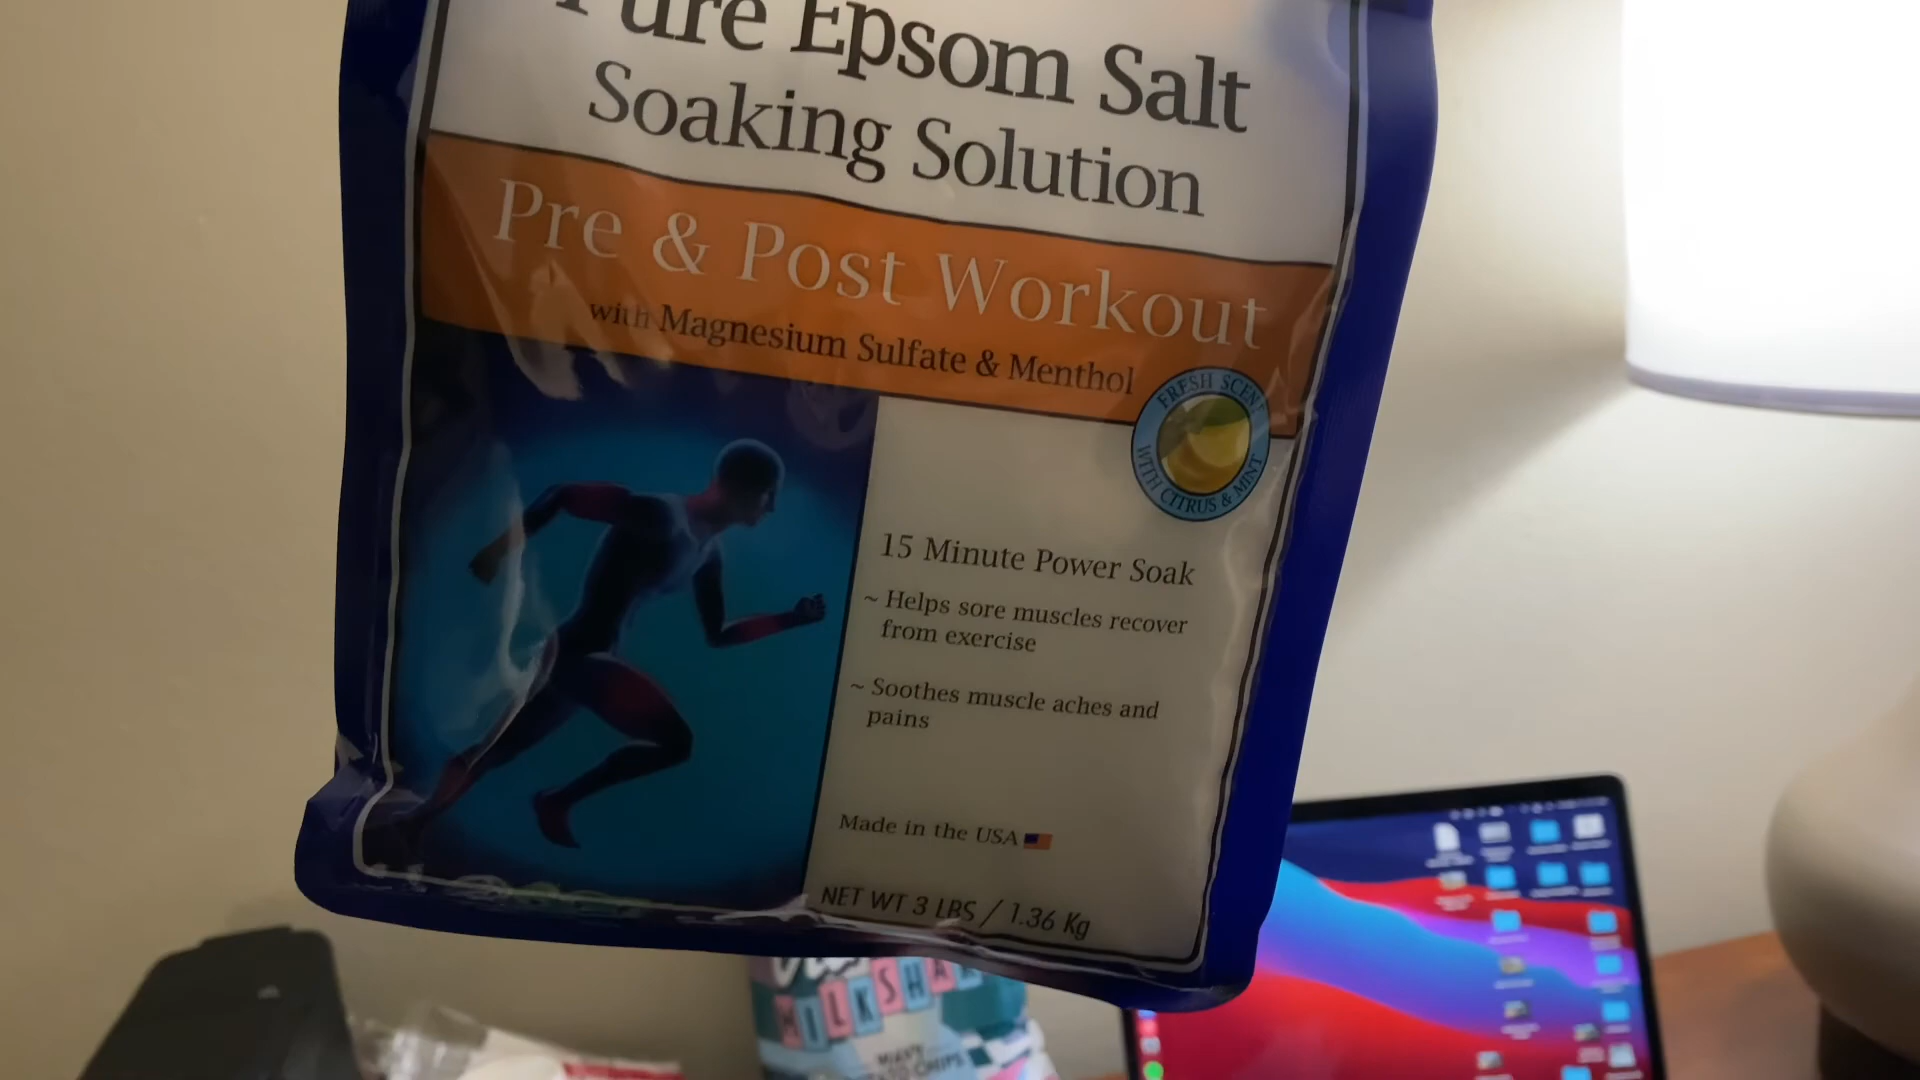 Pure Epsom Salt
Soaking Solution
Pre & Post Workout
with Magnesium Sulfate & Menthol
FRESH SCENT
WITH CITRUS & MINT
15 Minute Power Soak
~ Helps sore muscles recover
from exercise
~ Soothes muscle aches and
pains
Made in the USA
NET WT 3 LBS / 1.36 Kg
MILKSHAKE